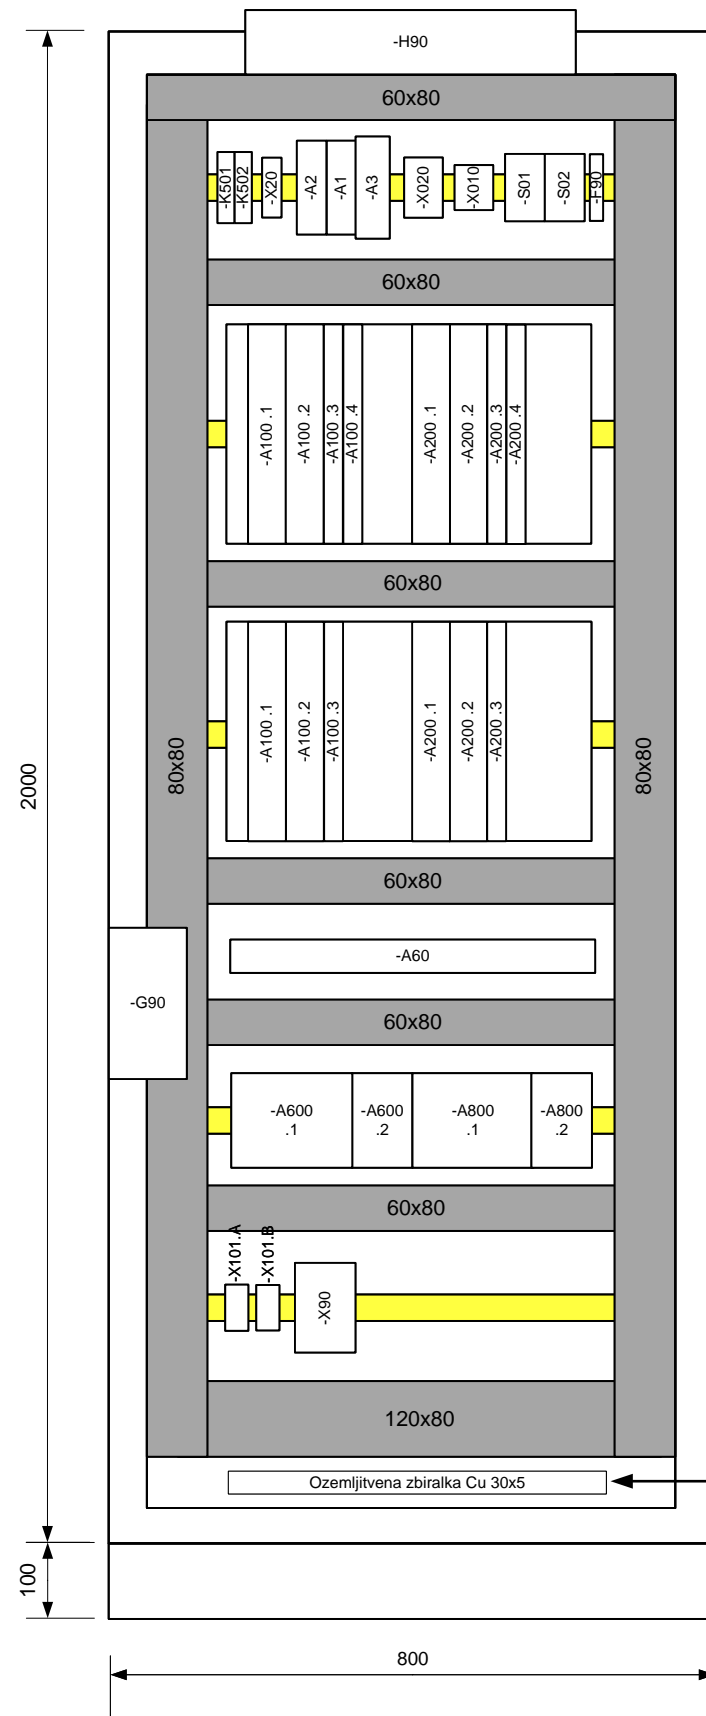 -H90
60x80
-K501
-K502
-X20
-A2
-A1
-A3
-X020
-X010
-S01
-S02
-F90
60x80
-A100 .1
-A100 .2
-A100 .3
-A100 .4
-A200 .1
-A200 .2
-A200 .3
-A200 .4
60x80
-A100 .1
-A100 .2
-A100 .3
-A200 .1
-A200 .2
-A200 .3
80x80
80x80
2000
60x80
-A60
-G90
60x80
-A600
.1
-A600
.2
-A800
.1
-A800
.2
60x80
-X101.A
-X101.B
-X90
120x80
Ozemljitvena zbiralka Cu 30x5
100
800